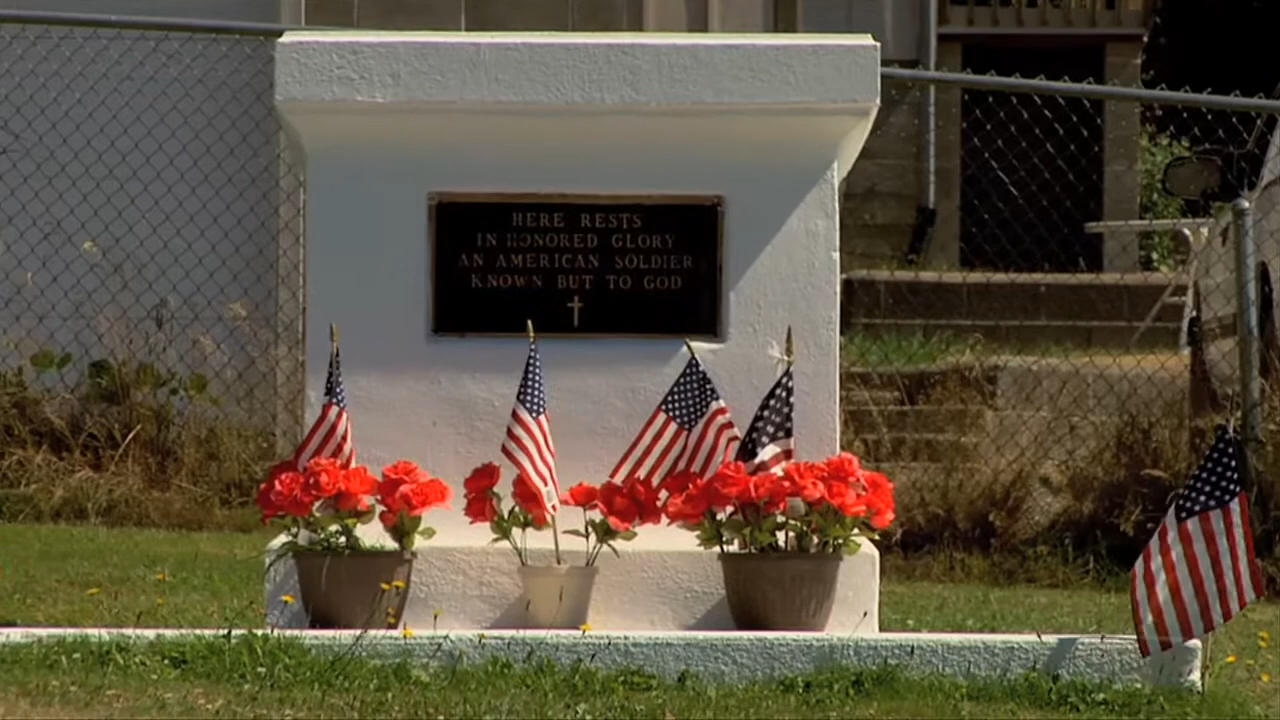 HERE RESTS
IN HONORED GLORY
AN AMERICAN SOLDIER
KNOWN BUT TO GOD